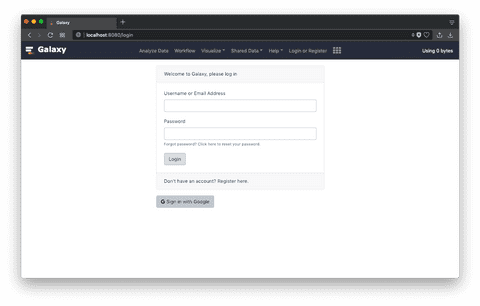 Galaxy
localhost:8080/login
Galaxy
Analyze Data Workflow Visualize Shared Data Help Login or Register
Using 0 bytes
Welcome to Galaxy, please log in
Username or Email Address
Password
Forgot password? Click here to reset your password.
Login
Don't have an account? Register here.
G Sign in with Google